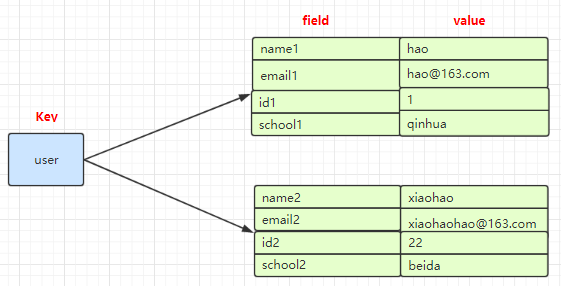 field value
name1 hao
email1 hao@163.com
id1 1
school1 qinhua
Kev
user
name2 xiaohao
email2 xiaohaohao@163.com
id2 22
school2 beida